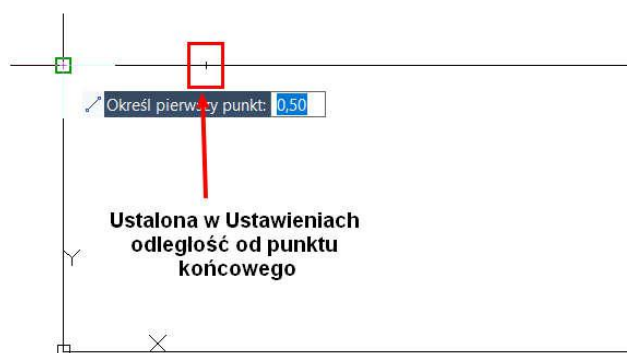 Określ pierwszy punkt: 0,50
Ustalona w Ustawieniach
odległość od punktu
końcowego
Y
X